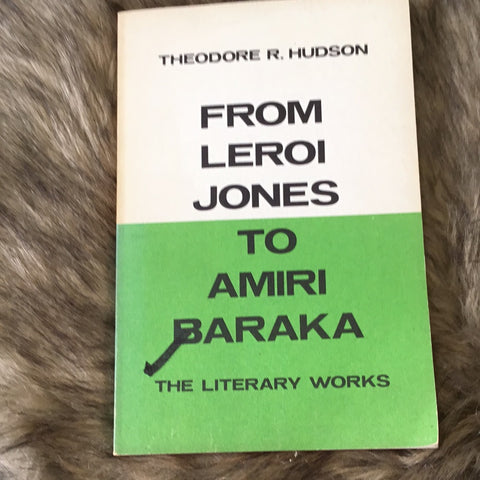 THEODORE R. HUDSON
FROM
LEROI
JONES
TO
AMIRI
BARAKA
THE LITERARY WORKS